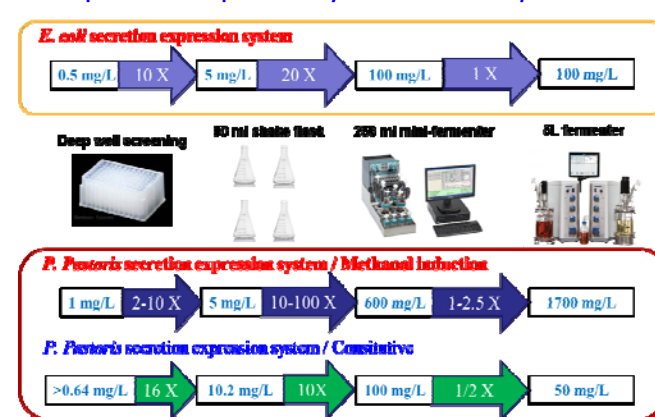 E. coli secretion expression system
0.5 mg/L 10 X 5 mg/L 20 X 100 mg/L 1 X 100 mg/L
Deep well screening
ml shake flask
250 ml mini-fermenter
5L fermenter
P. Pastoris secretion expression system / Methanol induction
1 mg/L 2-10 X 5 mg/L 10-100 X 600 mg/L 1-2.5 X 1700 mg/L
P. Pastoris secretion expression system / Consitutive
>0.64 mg/L 16 X 10.2 mg/L 10X 100 mg/L 1/2 X 50 mg/L